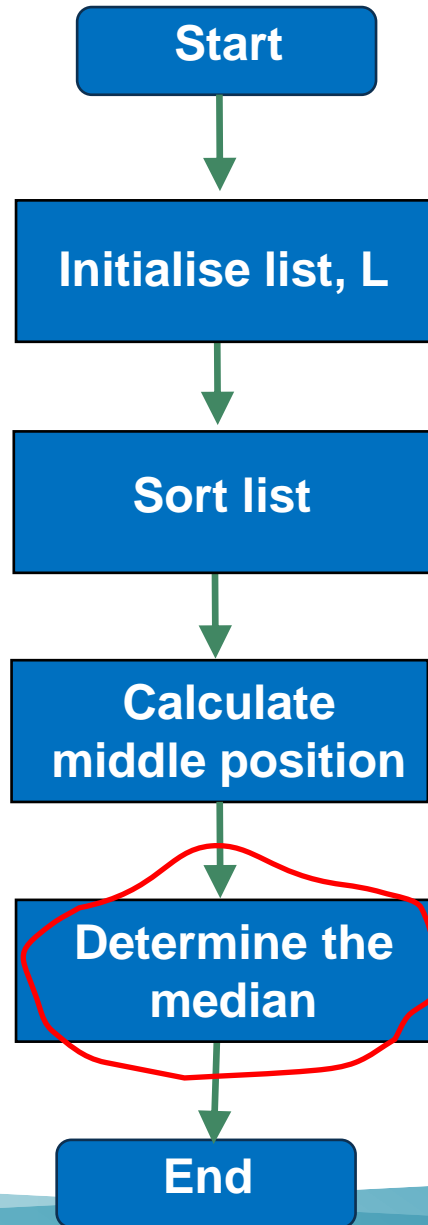 Start
Initialise list, L
Sort list
Calculate
middle position
Determine the
median
End